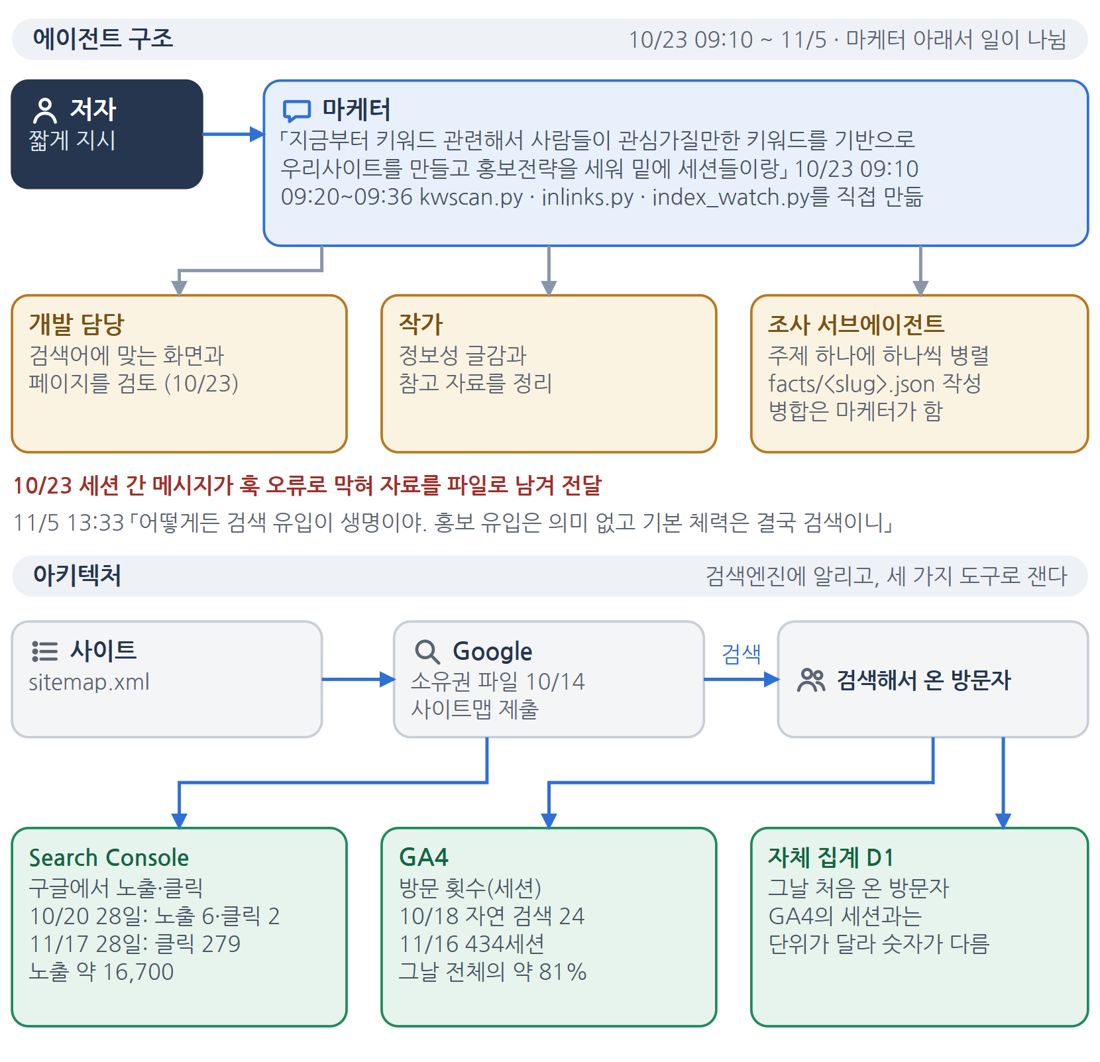 에이전트 구조
10/23 09:10 ~ 11/5 · 마케터 아래서 일이 나뉨
저자
짧게 지시
마케터
「지금부터 키워드 관련해서 사람들이 관심가질만한 키워드를 기반으로
우리사이트를 만들고 홍보전략을 세워 밑에 세션들이랑」 10/23 09:10
09:20~09:36 kwscan.py · inlinks.py · index_watch.py를 직접 만듦
개발 담당
검색어에 맞는 화면과
페이지를 검토 (10/23)
작가
정보성 글감과
참고 자료를 정리
조사 서브에이전트
주제 하나에 하나씩 병렬
facts/<slug>.json 작성
병합은 마케터가 함
10/23 세션 간 메시지가 훅 오류로 막혀 자료를 파일로 남겨 전달
11/5 13:33 「어떻게든 검색 유입이 생명이야. 홍보 유입은 의미 없고 기본 체력은 결국 검색이니」
아키텍처
검색엔진에 알리고, 세 가지 도구로 잰다
사이트
sitemap.xml
Google
소유권 파일 10/14
사이트맵 제출
검색
검색해서 온 방문자
Search Console
구글에서 노출·클릭
10/20 28일: 노출 6·클릭 2
11/17 28일: 클릭 279
노출 약 16,700
GA4
방문 횟수(세션)
10/18 자연 검색 24
11/16 434세션
그날 전체의 약 81%
자체 집계 D1
그날 처음 온 방문자
GA4의 세션과는
단위가 달라 숫자가 다름